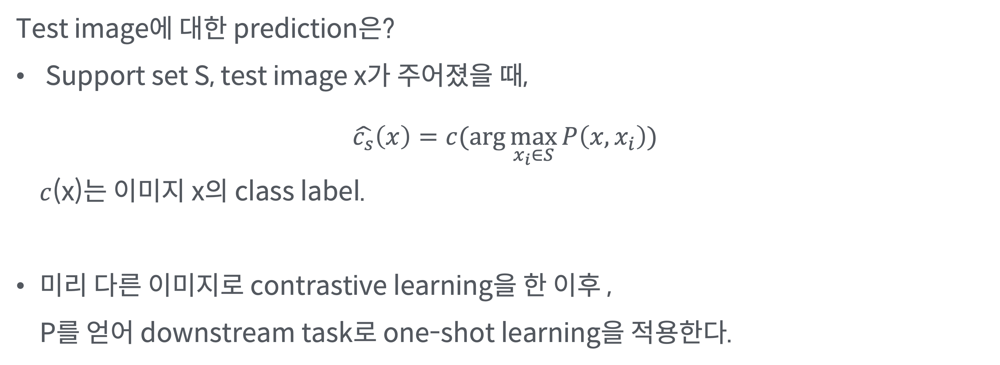 Test image에 대한 prediction은?
• Support set S, test image x가 주어졌을 때,
$\widehat{c_s}(x) = c(\arg\max_{x_i \in S} P(x, x_i))$
c(x)는 이미지 x의 class label.
• 미리 다른 이미지로 contrastive learning을 한 이후 ,
P를 얻어 downstream task로 one-shot learning을 적용한다.